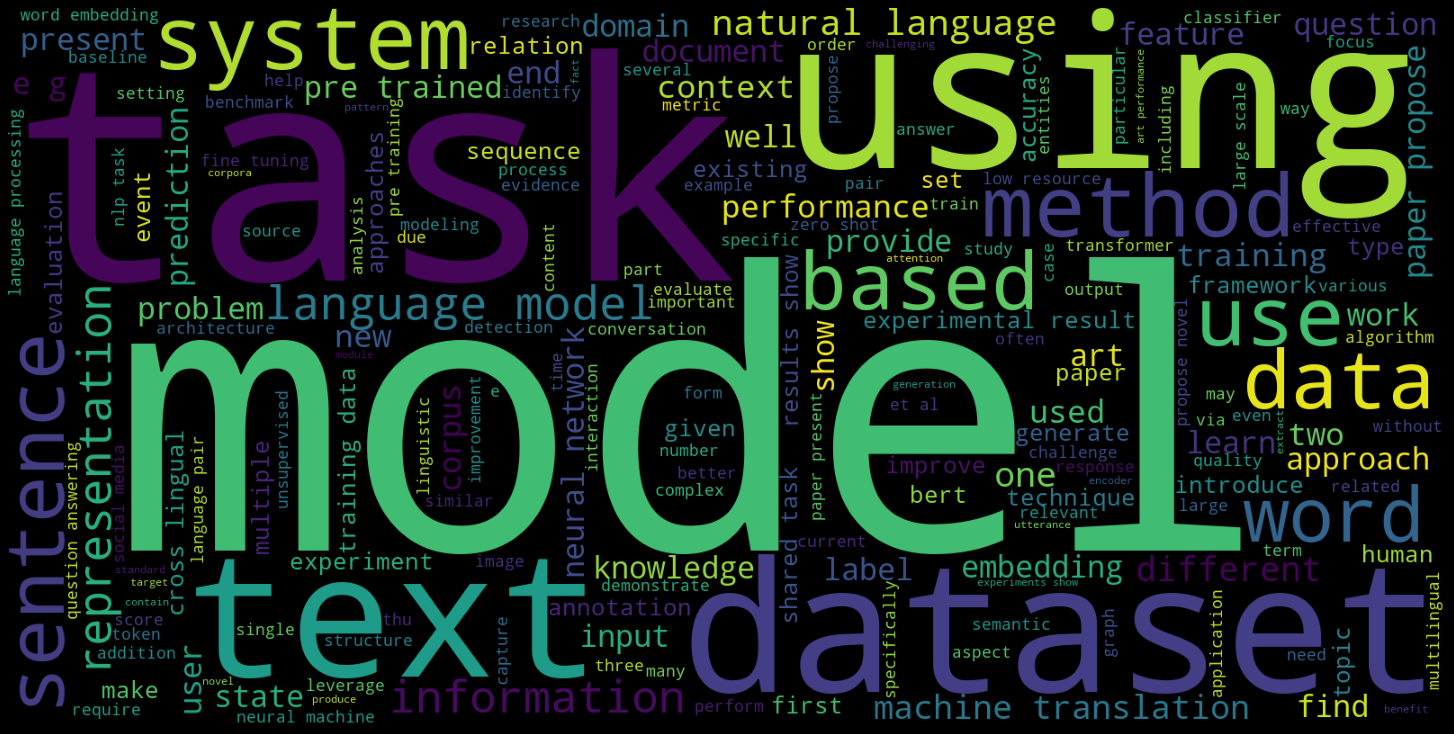 word embedding
system
research
domain
natural language
classifier
question
present
relation
document
order
challenging
feature
focus
baseline
using
e g
task
help
pre trained
end
fact
several
context
propose
accuracy
entities
particular
art performance
including
large scale
way
paper propose
setting
benchmark
pattern
identify
metric
language processing
nlp task
prediction
fine tuning
corpora
approaches
pre training
sequence
well
answer
process
evidence
existing
example
pair
set
low resource
method
event
evaluation
source
analysis
modeling
due
content
performance
zero shot
train
effective
specific
provide
study
case
transformer
training
type
part
attention
sentence
representation
problem
language model
evaluate
important
based
output
framework
various
use
work
architecture
new
detection
conversation
experimental result
often
algorithm
module
model
neural network
time
interaction
shared task
results show
show
art
paper
propose novel
data
generation
form
e
et al
used
may
via
even
without
training data
unsupervised
multiple
linguistic
corpus
improvement
given
number
better
complex
similar
paper present
generate
challenge
learn
two
improve
response
one
quality
approach
encoder
extract
question answering
social media
cross lingual
language pair
bert
technique
introduce
related
relevant
large
word
utterance
current
term
human
experiment
image
knowledge
label
embedding
different
standard
target
contain
text
demonstrate
experiments show
dataset
score
token
addition
single
thu
structure
annotation
capture
input
specifically
semantic
aspect
graph
application
need
topic
multilingual
three
many
user
make
state
novel
leverage
produce
information
perform
first
machine translation
find
benefit
require
neural machine